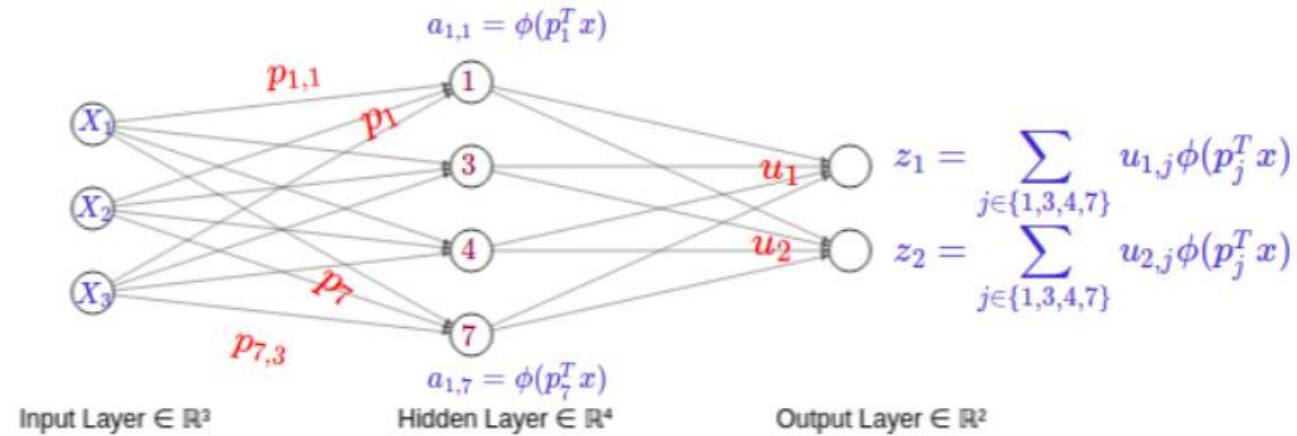 a_{1,1} = ϕ(p_1^T x)
p_{1,1}
X_1
p_1
1
3
u_1
z_1 = ∑_{j∈{1,3,4,7}} u_{1,j}ϕ(p_j^T x)
X_2
4
u_2
z_2 = ∑_{j∈{1,3,4,7}} u_{2,j}ϕ(p_j^T x)
X_3
p_7
7
p_{7,3}
a_{1,7} = ϕ(p_7^T x)
Input Layer ∈ ℝ³
Hidden Layer ∈ ℝ⁴
Output Layer ∈ ℝ²